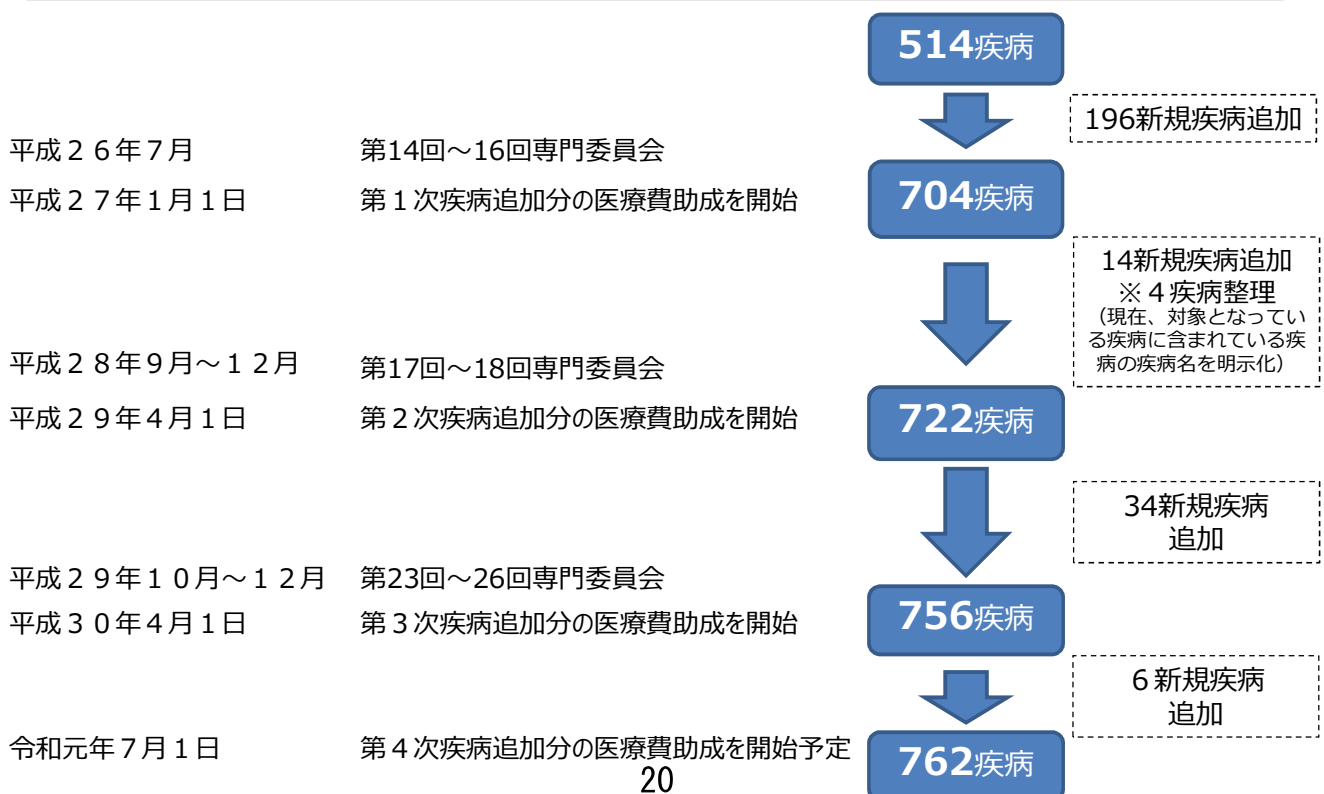 514疾病
196新規疾病追加
平成２６年７月 第14回～16回専門委員会
平成２７年１月１日 第１次疾病追加分の医療費助成を開始 704疾病
14新規疾病追加
※４疾病整理
（現在、対象となってい
る疾病に含まれている疾
病の疾病名を明示化）
平成２８年９月～１２月 第17回～18回専門委員会
平成２９年４月１日 第２次疾病追加分の医療費助成を開始 722疾病
34新規疾病
追加
平成２９年１０月～１２月 第23回～26回専門委員会
平成３０年４月１日 第３次疾病追加分の医療費助成を開始 756疾病
６新規疾病
追加
令和元年７月１日 第４次疾病追加分の医療費助成を開始予定 762疾病
20